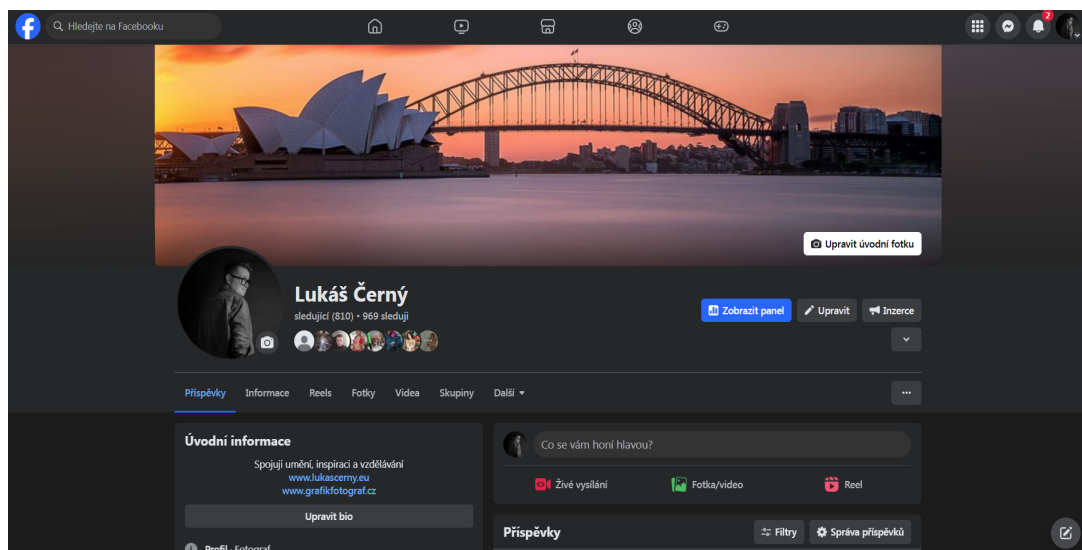 Hledejte na Facebooku
2
Upravit úvodní fotku
Lukáš Černý
sledující (810) • 969 sleduji
Zobrazit panel
Upravit
Inzerce
Příspěvky
Informace
Reels
Fotky
Videa
Skupiny
Další
Úvodní informace
Spojuji umění, inspiraci a vzdělávání
www.lukascerny.eu
www.grafikfotograf.cz
Upravit bio
Profil · Fotograf
Co se vám honí hlavou?
Živé vysílání
Fotka/video
Reel
Příspěvky
Filtry
Správa příspěvků